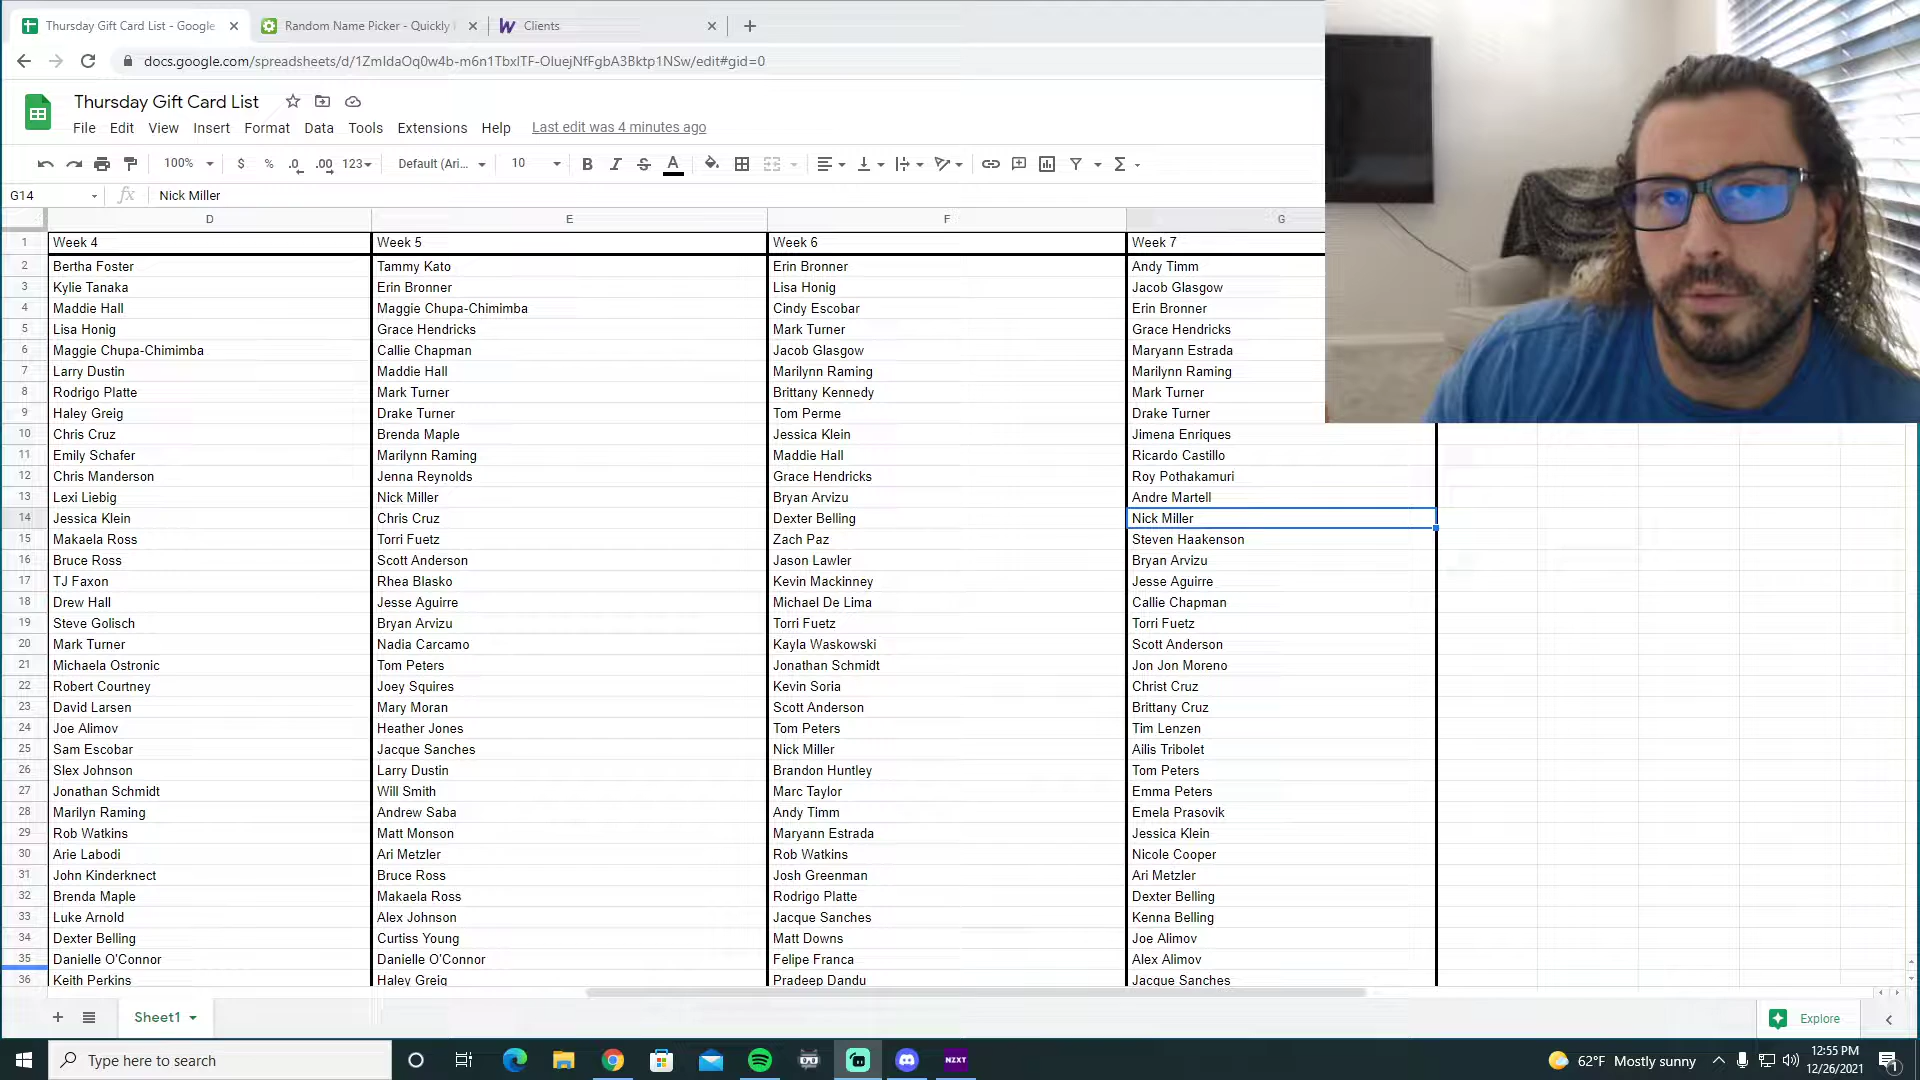 Thursday Gift Card List - Google
Random Name Picker - Quickly
Clients
docs.google.com/spreadsheets/d/1ZmIdaOq0w4b-m6n1TbxITF-OluejNfFgbA3Bktp1NSw/edit#gid=0
Thursday Gift Card List
File Edit View Insert Format Data Tools Extensions Help Last edit was 4 minutes ago
100% $ % .0 .00 123 Default (Ari... 10 B I S A
G14 fx Nick Miller
D E F G
1 Week 4 Week 5 Week 6 Week 7
2 Bertha Foster Tammy Kato Erin Bronner Andy Timm
3 Kylie Tanaka Erin Bronner Lisa Honig Jacob Glasgow
4 Maddie Hall Maggie Chupa-Chimimba Cindy Escobar Erin Bronner
5 Lisa Honig Grace Hendricks Mark Turner Grace Hendricks
6 Maggie Chupa-Chimimba Callie Chapman Jacob Glasgow Maryann Estrada
7 Larry Dustin Maddie Hall Marilynn Raming Marilynn Raming
8 Rodrigo Platte Mark Turner Brittany Kennedy Mark Turner
9 Haley Greig Drake Turner Tom Perme Drake Turner
10 Chris Cruz Brenda Maple Jessica Klein Jimena Enriques
11 Emily Schafer Marilynn Raming Maddie Hall Ricardo Castillo
12 Chris Manderson Jenna Reynolds Grace Hendricks Roy Pothakamuri
13 Lexi Liebig Nick Miller Bryan Arvizu Andre Martell
14 Jessica Klein Chris Cruz Dexter Belling Nick Miller
15 Makaela Ross Torri Fuetz Zach Paz Steven Haakenson
16 Bruce Ross Scott Anderson Jason Lawler Bryan Arvizu
17 TJ Faxon Rhea Blasko Kevin Mackinney Jesse Aguirre
18 Drew Hall Jesse Aguirre Michael De Lima Callie Chapman
19 Steve Golisch Bryan Arvizu Torri Fuetz Torri Fuetz
20 Mark Turner Nadia Carcamo Kayla Waskowski Scott Anderson
21 Michaela Ostronic Tom Peters Jonathan Schmidt Jon Jon Moreno
22 Robert Courtney Joey Squires Kevin Soria Christ Cruz
23 David Larsen Mary Moran Scott Anderson Brittany Cruz
24 Joe Alimov Heather Jones Tom Peters Tim Lenzen
25 Sam Escobar Jacque Sanches Nick Miller Ailis Tribolet
26 Slex Johnson Larry Dustin Brandon Huntley Tom Peters
27 Jonathan Schmidt Will Smith Marc Taylor Emma Peters
28 Marilyn Raming Andrew Saba Andy Timm Emela Prasovik
29 Rob Watkins Matt Monson Maryann Estrada Jessica Klein
30 Arie Labodi Ari Metzler Rob Watkins Nicole Cooper
31 John Kinderknect Bruce Ross Josh Greenman Ari Metzler
32 Brenda Maple Makaela Ross Rodrigo Platte Dexter Belling
33 Luke Arnold Alex Johnson Jacque Sanches Kenna Belling
34 Dexter Belling Curtiss Young Matt Downs Joe Alimov
35 Danielle O'Connor Danielle O'Connor Felipe Franca Alex Alimov
36 Keith Perkins Haley Greig Pradeep Dandu Jacque Sanches
Sheet1 Explore
Type here to search
NZXT
62°F Mostly sunny
12:55 PM
12/26/2021
1